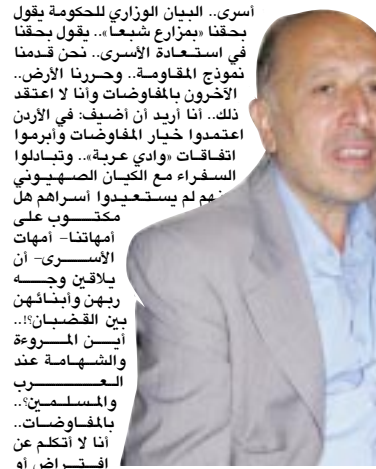 أسرى.. البيان الوزاري للحكومة يقول
بحقنا «بمزارع شبعا».. يقول بحقنا
في استعادة الأسرى.. نحن قدمنا
نموذج المقاومة.. وحررنا الأرض..
الآخرون بالمفاوضات وأنا لا اعتقد
ذلك.. أنا أريد أن أضيف: في الأردن
اعتمدوا خيار المفاوضات وأبرموا
اتفاقات «وادي عربة».. وتبادلوا
السفراء مع الكيان الصهيوني
لم يستعيدوا أسراهم هل
مكتوب على
أمهاتنا– أمهات
الأسرى– أن
يلاقين وجه
ربهن وأبنائهن
بين القضبان؟!..
أين المروءة
والشهامة عند
العرب
والمسلمين؟..
بالمفاوضات..
أنا لا أتكلم عن
افتراض أو